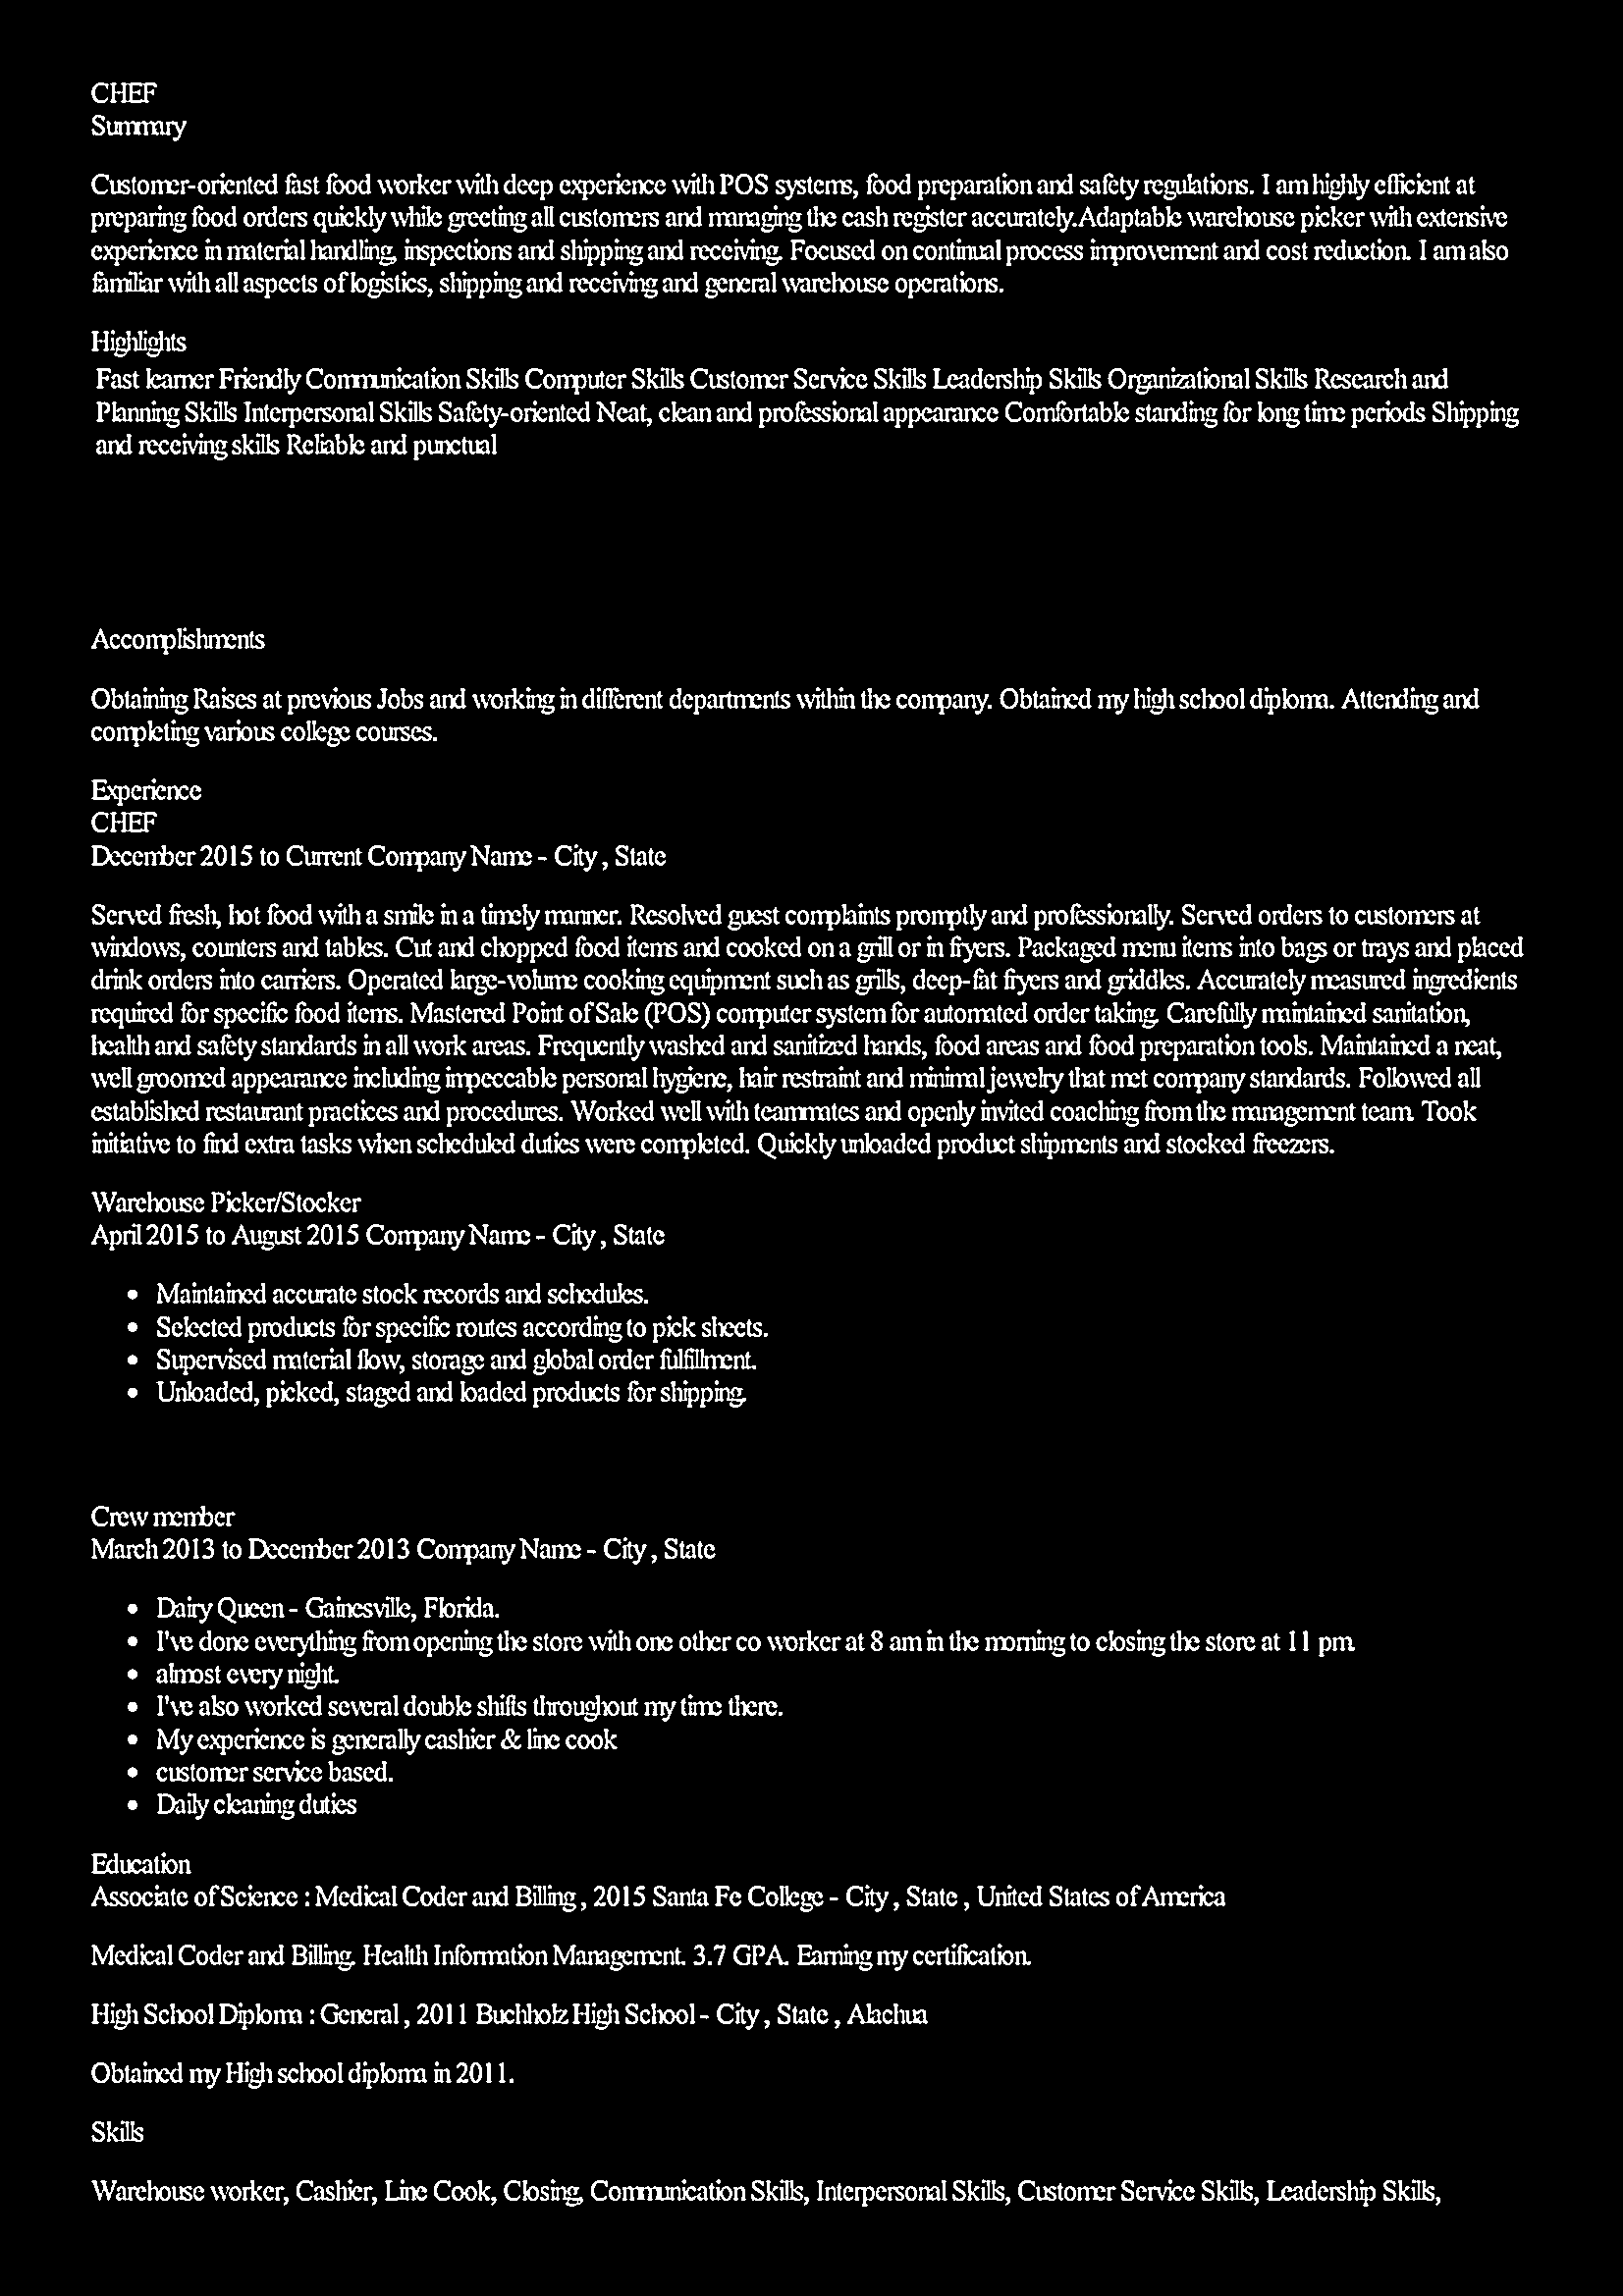 CHEF
Summary
Customer-oriented fast food worker with deep experience with POS systems, food preparation and safety regulations. I am highly efficient at
preparing food orders quickly while greeting all customers and managing the cash register accurately.Adaptable warehouse picker with extensive
experience in material handling, inspections and shipping and receiving. Focused on continual process improvement and cost reduction. I am also
familiar with all aspects of logistics, shipping and receiving and general warehouse operations.
Highlights
Fast learner Friendly Communication Skills Computer Skills Customer Service Skills Leadership Skills Organizational Skills Research and
Planning Skills Interpersonal Skills Safety-oriented Neat, clean and professional appearance Comfortable standing for long time periods Shipping
and receiving skills Reliable and punctual
Accomplishments
Obtaining Raises at previous Jobs and working in different departments within the company. Obtained my high school diploma. Attending and
completing various college courses.
Experience
CHEF
December 2015 to Current Company Name - City , State
Served fresh, hot food with a smile in a timely manner. Resolved guest complaints promptly and professionally. Served orders to customers at
windows, counters and tables. Cut and chopped food items and cooked on a grill or in fryers. Packaged menu items into bags or trays and placed
drink orders into carriers. Operated large-volume cooking equipment such as grills, deep-fat fryers and griddles. Accurately measured ingredients
required for specific food items. Mastered Point of Sale (POS) computer system for automated order taking. Carefully maintained sanitation,
health and safety standards in all work areas. Frequently washed and sanitized hands, food areas and food preparation tools. Maintained a neat,
well groomed appearance including impeccable personal hygiene, hair restraint and minimal jewelry that met company standards. Followed all
established restaurant practices and procedures. Worked well with teammates and openly invited coaching from the management team. Took
initiative to find extra tasks when scheduled duties were completed. Quickly unloaded product shipments and stocked freezers.
Warehouse Picker/Stocker
April 2015 to August 2015 Company Name - City , State
• Maintained accurate stock records and schedules.
• Selected products for specific routes according to pick sheets.
• Supervised material flow, storage and global order fulfillment.
• Unloaded, picked, staged and loaded products for shipping.
Crew member
March 2013 to December 2013 Company Name - City , State
• Dairy Queen - Gainesville, Florida.
• I've done everything from opening the store with one other co worker at 8 am in the morning to closing the store at 11 pm.
• almost every night.
• I've also worked several double shifts throughout my time there.
• My experience is generally cashier & line cook
• customer service based.
• Daily cleaning duties
Education
Associate of Science : Medical Coder and Billing , 2015 Santa Fe College - City , State , United States of America
Medical Coder and Billing. Health Information Management. 3.7 GPA. Earning my certification.
High School Diploma : General , 2011 Buchholz High School - City , State , Alachua
Obtained my High school diploma in 2011.
Skills
Warehouse worker, Cashier, Line Cook, Closing, Communication Skills, Interpersonal Skills, Customer Service Skills, Leadership Skills,